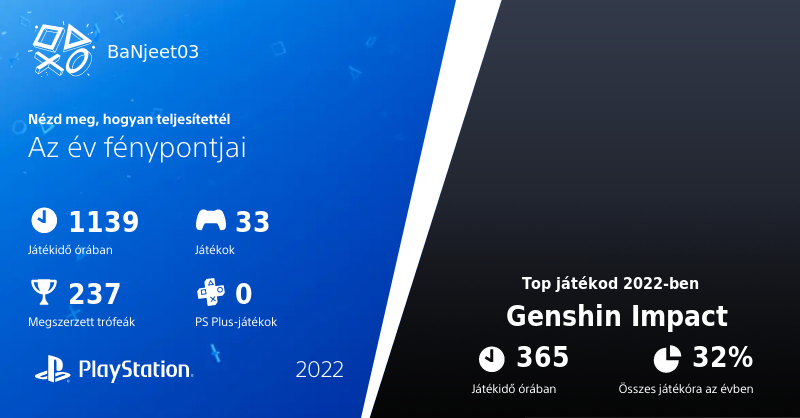 BaNjeet03
Nézd meg, hogyan teljesítettél
Az év fénypontjai
1139
Játékidő órában
33
Játékok
237
Megszerzett trófeák
0
PS Plus-játékok
PlayStation
2022
Top játékod 2022-ben
Genshin Impact
365
Játékidő órában
32%
Összes játékóra az évben